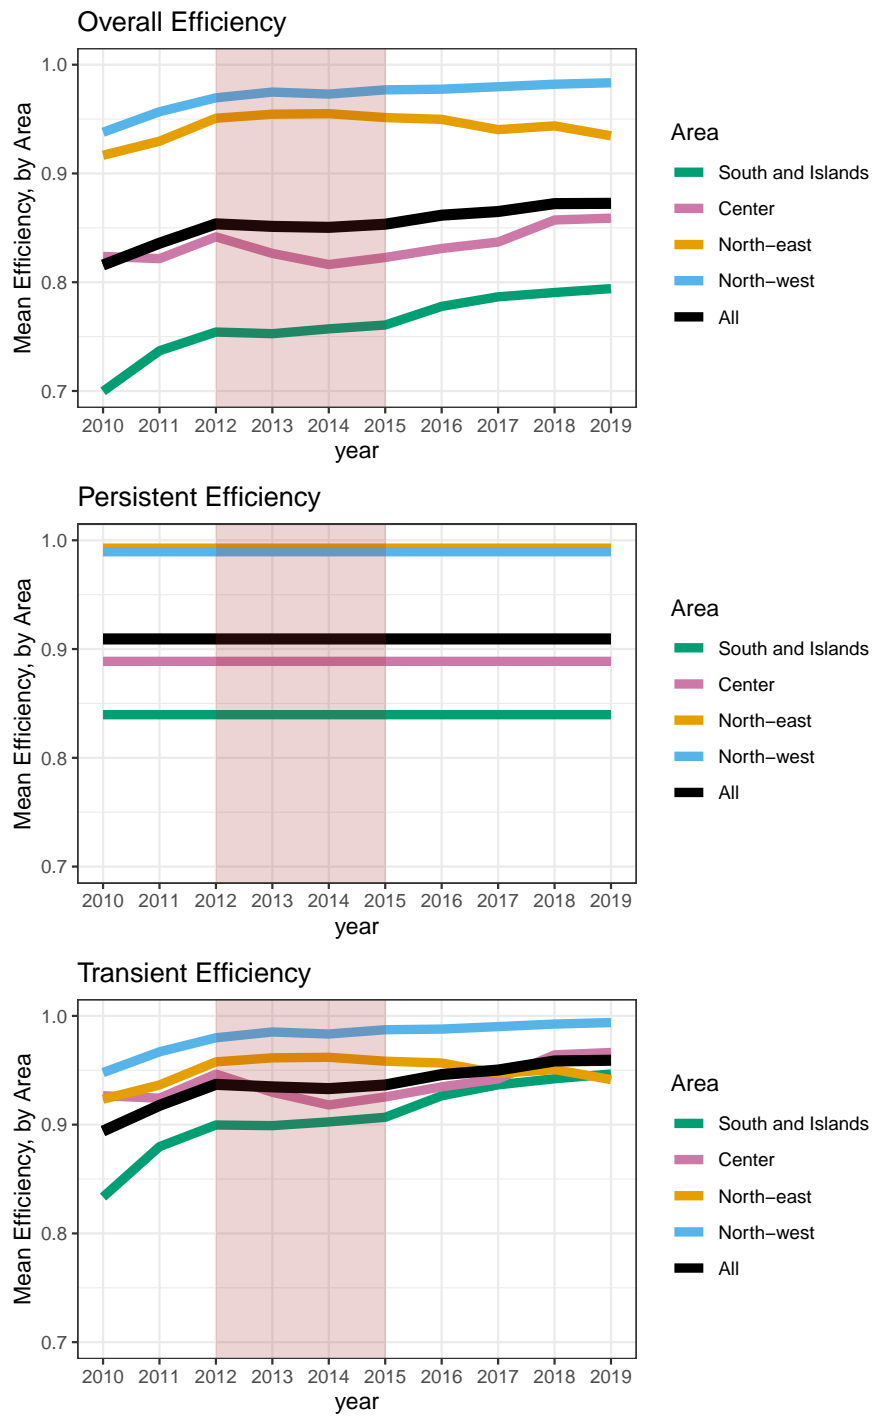 Overall Efficiency
Mean Efficiency, by Area
1.0
0.9
0.8
0.7
2010 2011 2012 2013 2014 2015 2016 2017 2018 2019
year
Area
South and Islands
Center
North−east
North−west
All
Persistent Efficiency
Mean Efficiency, by Area
1.0
0.9
0.8
0.7
2010 2011 2012 2013 2014 2015 2016 2017 2018 2019
year
Area
South and Islands
Center
North−east
North−west
All
Transient Efficiency
Mean Efficiency, by Area
1.0
0.9
0.8
0.7
2010 2011 2012 2013 2014 2015 2016 2017 2018 2019
year
Area
South and Islands
Center
North−east
North−west
All